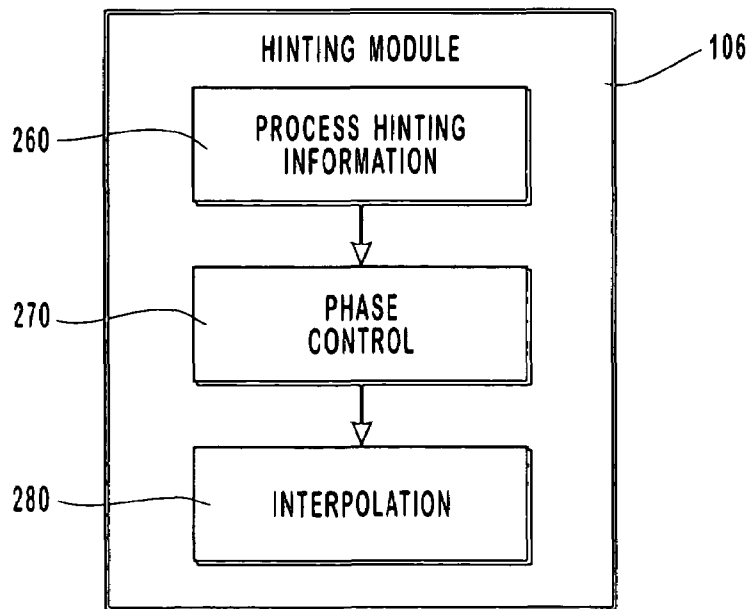 HINTING MODULE
106
260
PROCESS HINTING
INFORMATION
270
PHASE
CONTROL
280
INTERPOLATION